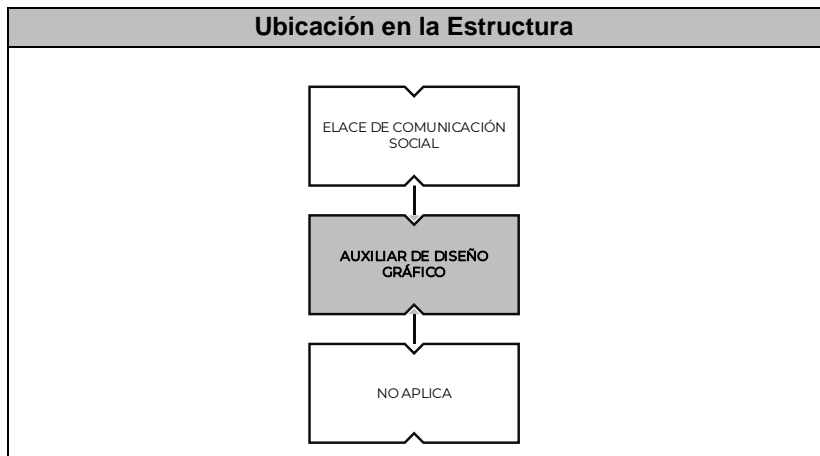 Ubicación en la Estructura
ELACE DE COMUNICACIÓN
SOCIAL
AUXILIAR DE DISEÑO
GRÁFICO
NO APLICA